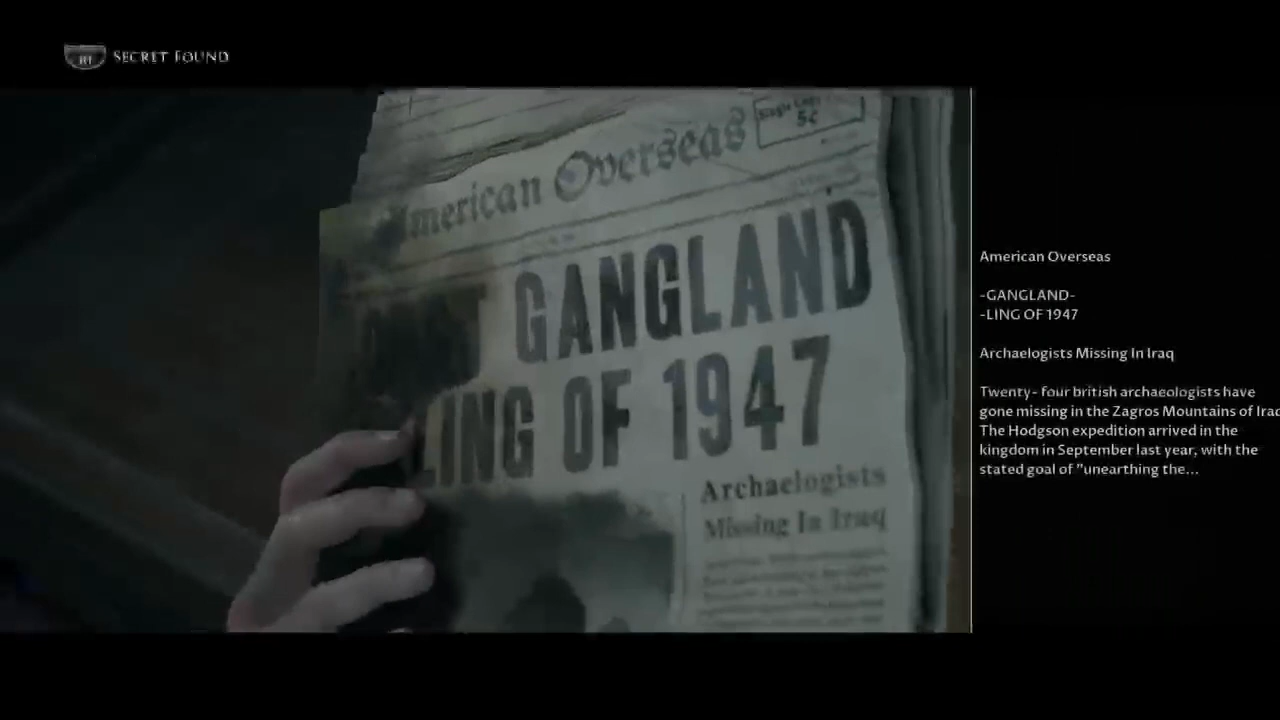 SECRET FOUND
American Overseas
Single Copy
5¢
GANGLAND
LING OF 1947
Archaelogists
Missing In Iraq
American Overseas
-GANGLAND-
-LING OF 1947
Archaelogists Missing In Iraq
Twenty- four british archaeologists have
gone missing in the Zagros Mountains of Iraq
The Hodgson expedition arrived in the
kingdom in September last year, with the
stated goal of "unearthing the...